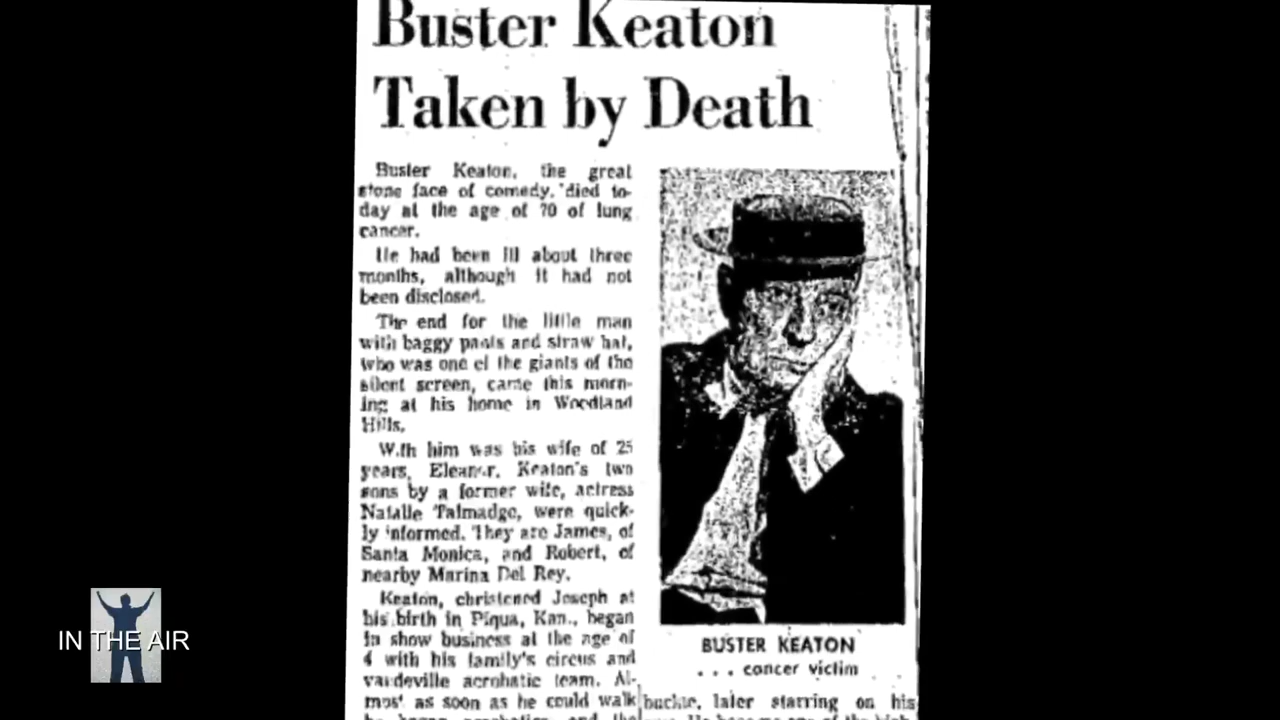 Buster Keaton
Taken by Death
Buster Keaton, the great
stone face of comedy, died to-
day at the age of 70 of lung
cancer.
He had been ill about three
months, although it had not
been disclosed.
The end for the little man
with baggy pants and straw hat,
who was one of the giants of the
silent screen, came this morn-
ing at his home in Woodland
Hills.
With him was his wife of 25
years, Eleanor. Keaton's two
sons by a former wife, actress
Natalie Talmadge, were quick-
ly informed. They are James, of
Santa Monica, and Robert, of
nearby Marina Del Rey.
Keaton, christened Joseph at
his birth in Piqua, Kan., began
in show business at the age of
4 with his family's circus and
vaudeville acrobatic team. Al-
most as soon as he could walk
BUSTER KEATON
. . . cancer victim
buckle, later starring on his
IN THE AIR